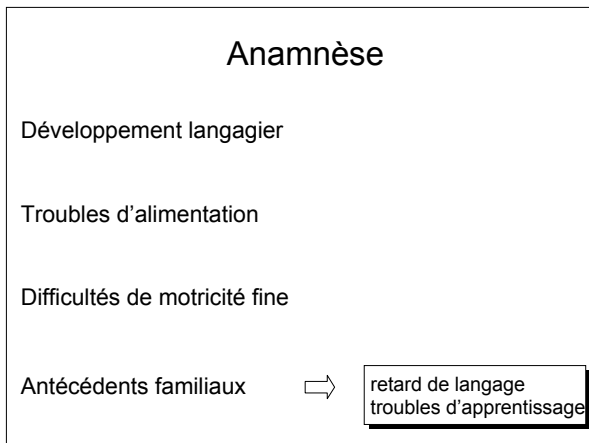 Anamnèse
Développement langagier
Troubles d’alimentation
Difficultés de motricité fine
Antécédents familiaux
retard de langage
troubles d’apprentissage